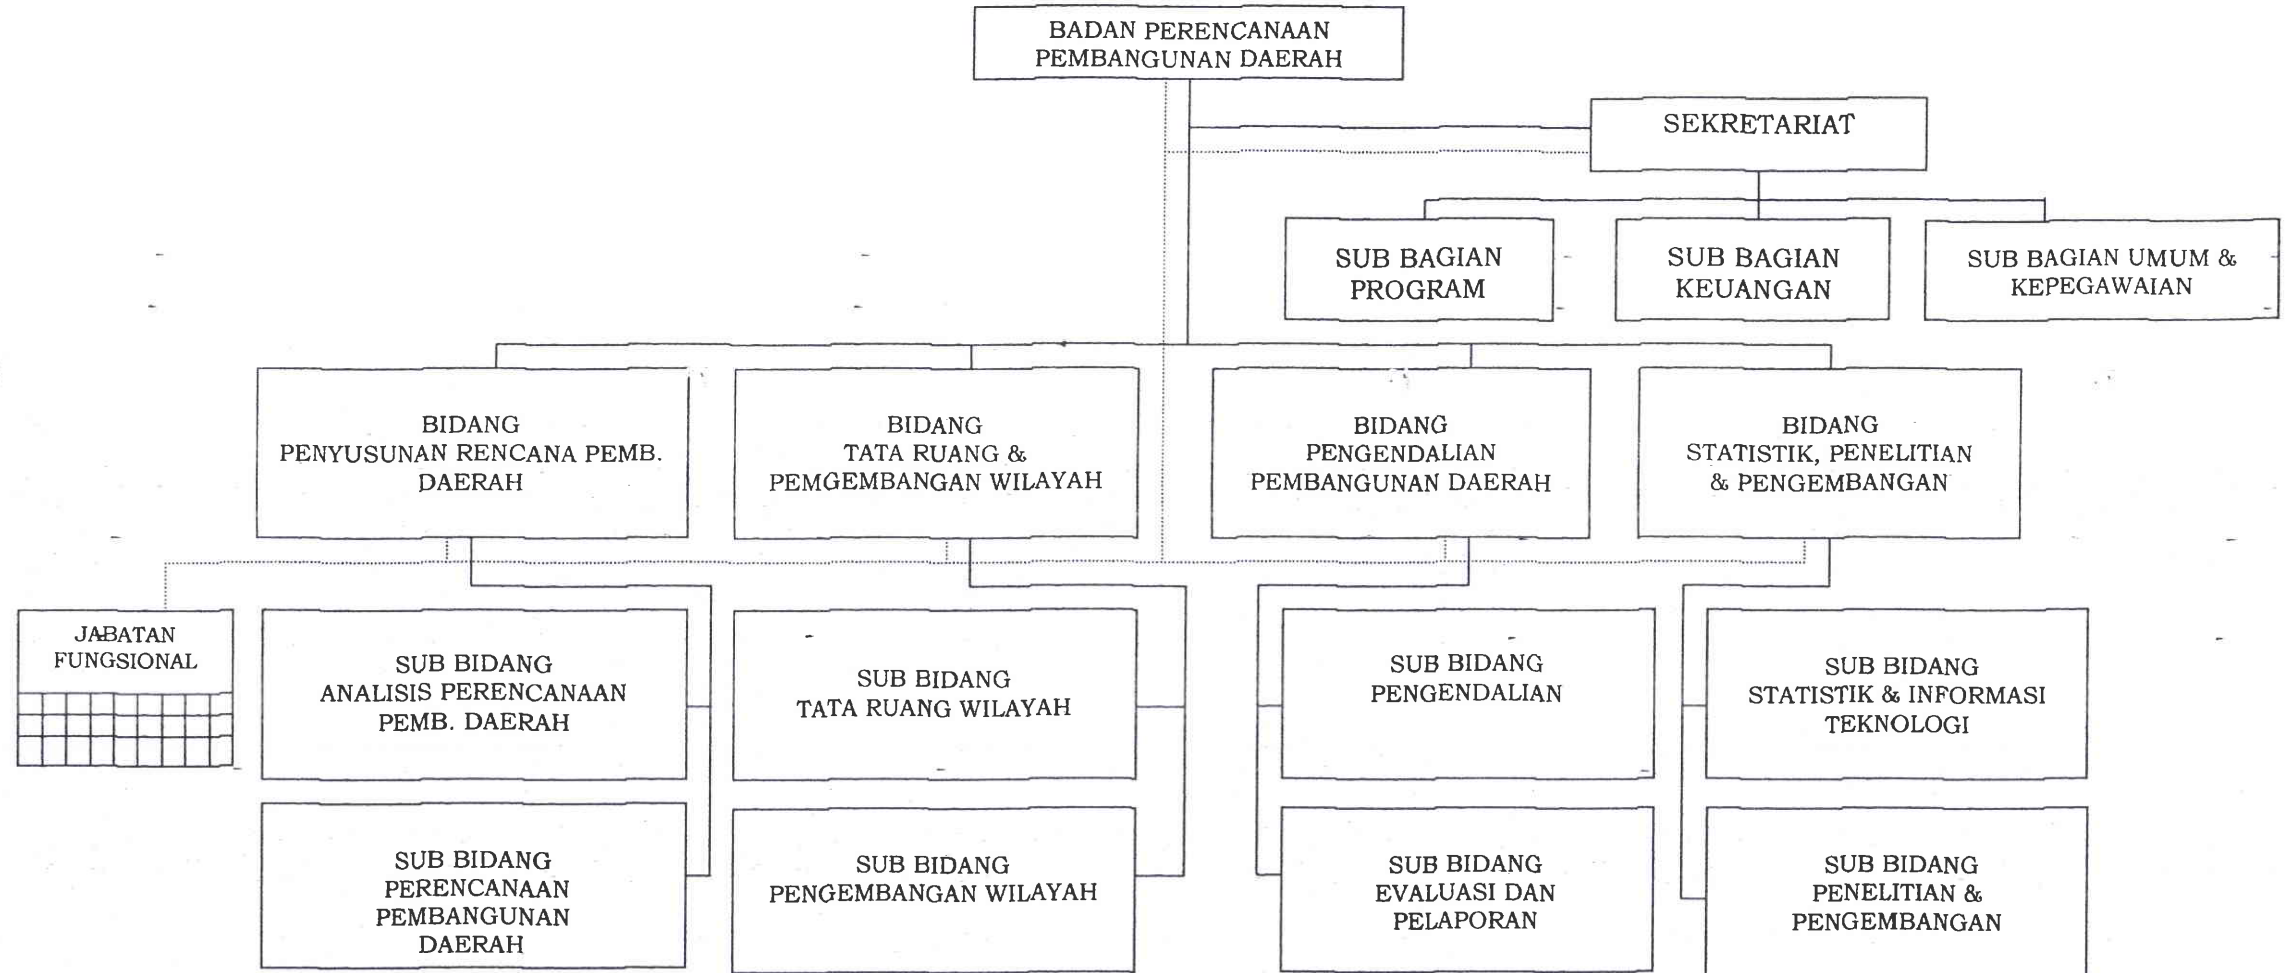 BADAN PERENCANAAN
PEMBANGUNAN DAERAH
SEKRETARIAT
SUB BAGIAN
PROGRAM
SUB BAGIAN
KEUANGAN
SUB BAGIAN UMUM &
KEPEGAWAIAN
BIDANG
PENYUSUNAN RENCANA PEMB.
DAERAH
BIDANG
TATA RUANG &
PEMGEMBANGAN WILAYAH
BIDANG
PENGENDALIAN
PEMBANGUNAN DAERAH
BIDANG
STATISTIK, PENELITIAN
& PENGEMBANGAN
JABATAN
FUNGSIONAL
SUB BIDANG
ANALISIS PERENCANAAN
PEMB. DAERAH
SUB BIDANG
TATA RUANG WILAYAH
SUB BIDANG
PENGENDALIAN
SUB BIDANG
STATISTIK & INFORMASI
TEKNOLOGI
SUB BIDANG
PERENCANAAN
PEMBANGUNAN
DAERAH
SUB BIDANG
PENGEMBANGAN WILAYAH
SUB BIDANG
EVALUASI DAN
PELAPORAN
SUB BIDANG
PENELITIAN &
PENGEMBANGAN